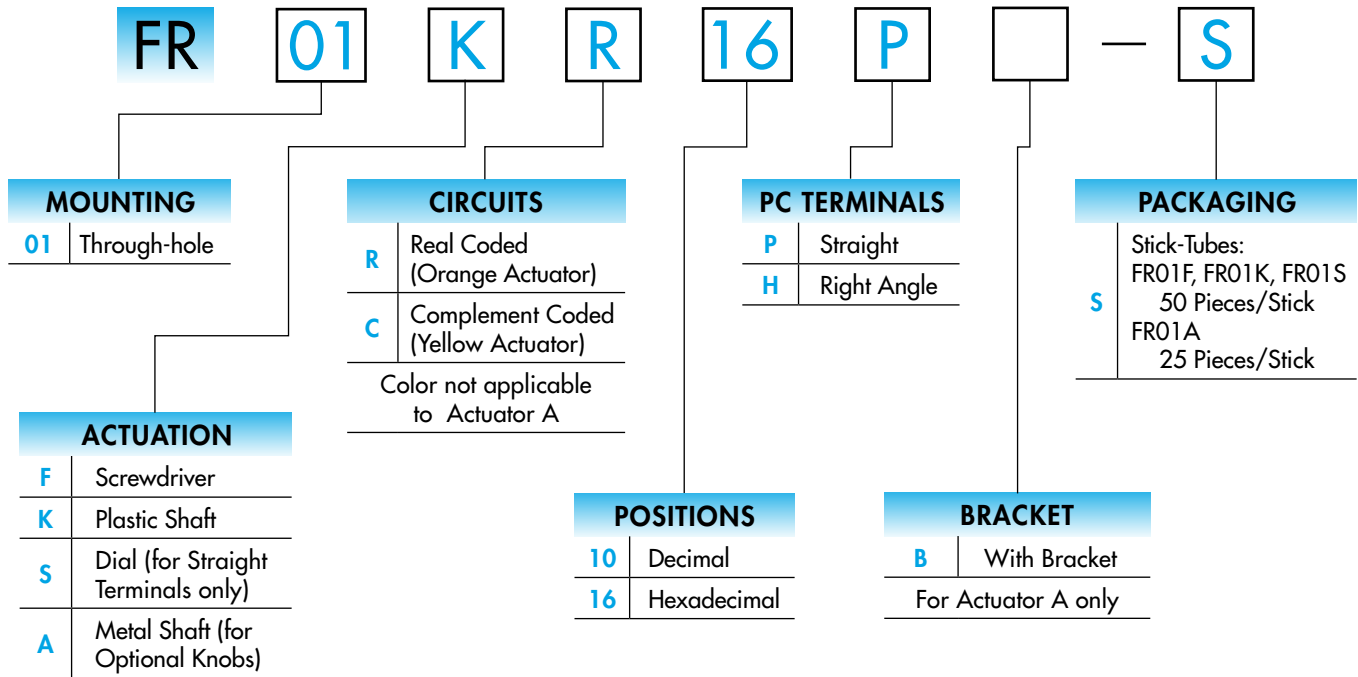 FR 01 K R 16 P — S
MOUNTING
01 Through-hole
ACTUATION
F Screwdriver
K Plastic Shaft
S Dial (for Straight
Terminals only)
A Metal Shaft (for
Optional Knobs)
CIRCUITS
R Real Coded
(Orange Actuator)
C Complement Coded
(Yellow Actuator)
Color not applicable
to Actuator A
POSITIONS
10 Decimal
16 Hexadecimal
PC TERMINALS
P Straight
H Right Angle
BRACKET
B With Bracket
For Actuator A only
PACKAGING
S Stick-Tubes:
FR01F, FR01K, FR01S
50 Pieces/Stick
FR01A
25 Pieces/Stick